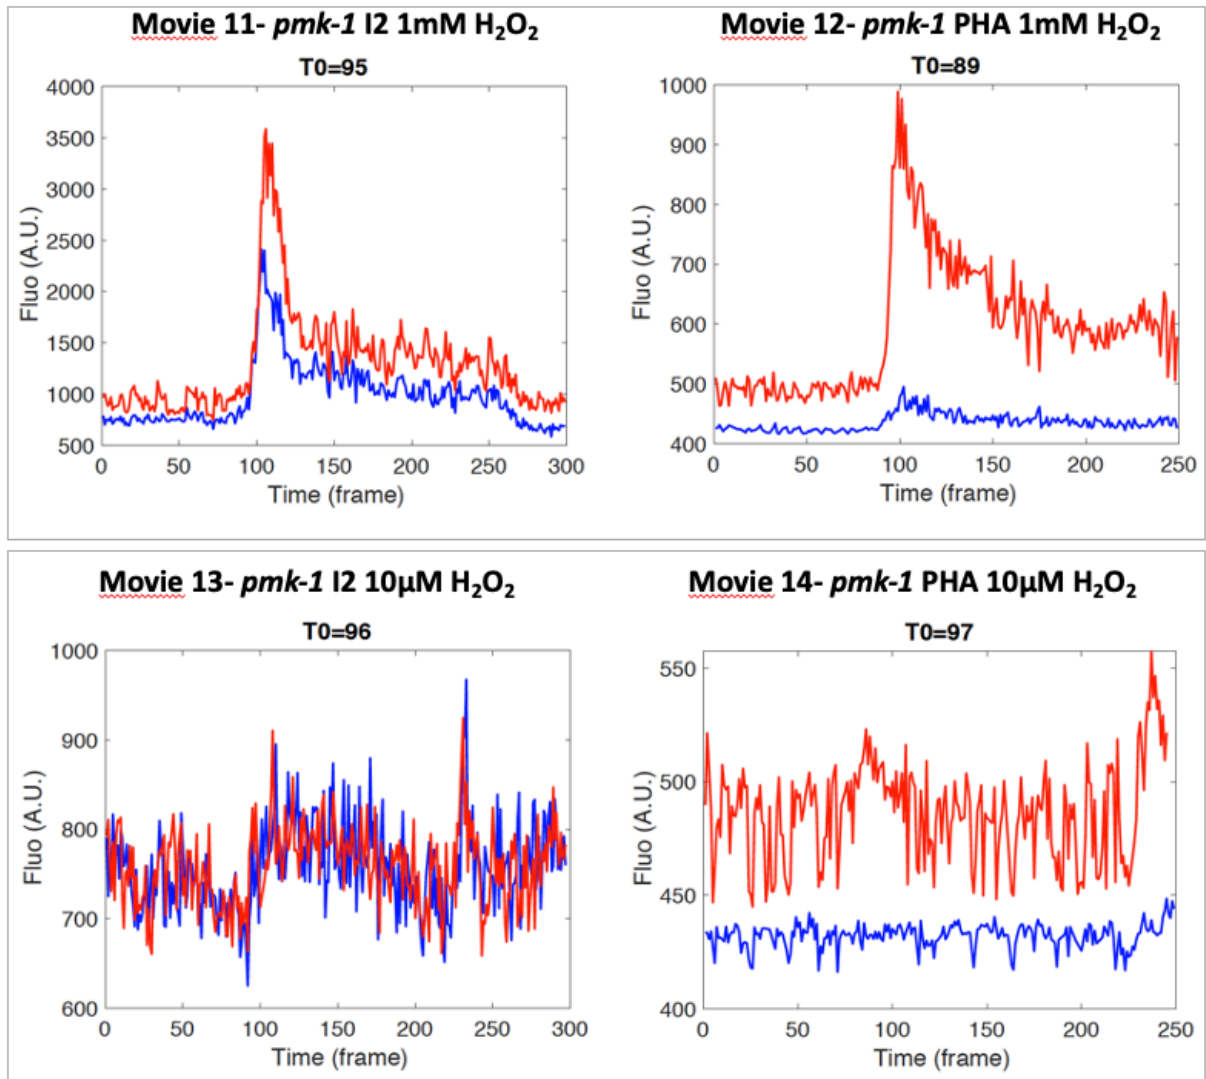 Movie 11- pmk-1 I2 1mM H₂O₂
T0=95
4000
3500
3000
2500
2000
1500
1000
500
Fluo (A.U.)
0 50 100 150 200 250 300
Time (frame)
Movie 12- pmk-1 PHA 1mM H₂O₂
T0=89
1000
900
800
700
600
500
400
Fluo (A.U.)
0 50 100 150 200 250
Time (frame)
Movie 13- pmk-1 I2 10µM H₂O₂
T0=96
1000
900
800
700
600
Fluo (A.U.)
0 50 100 150 200 250 300
Time (frame)
Movie 14- pmk-1 PHA 10µM H₂O₂
T0=97
550
500
450
400
Fluo (A.U.)
0 50 100 150 200 250
Time (frame)